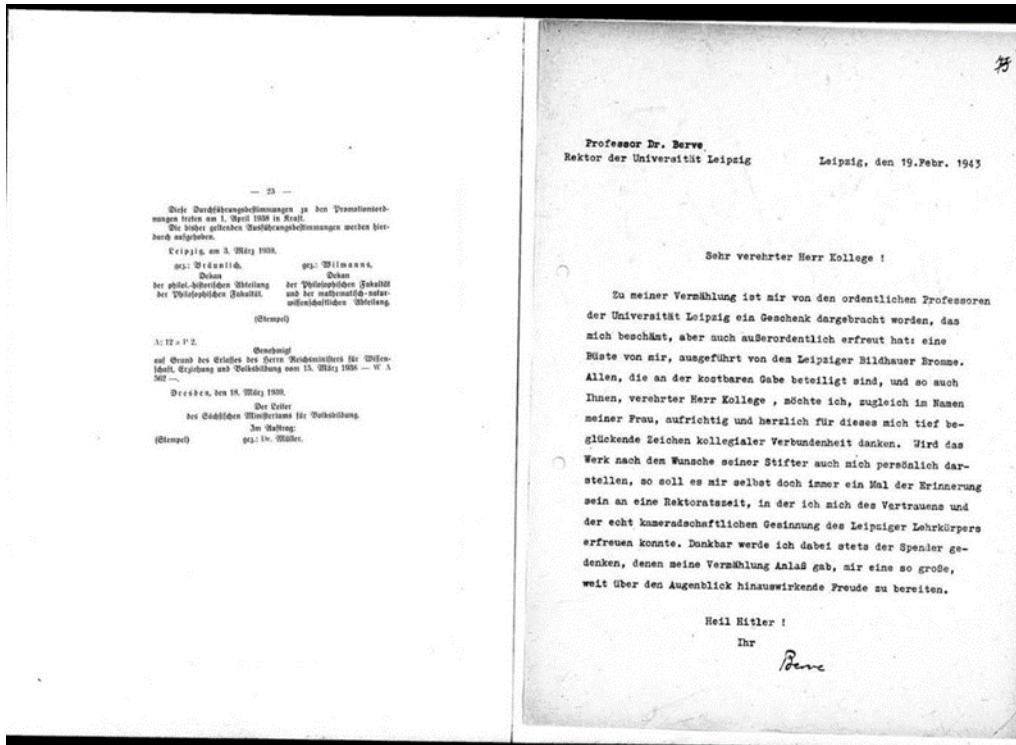 — 23 —
Diese Durchführungsbestimmungen zu den Promotionsord-
nungen treten am 1. April 1938 in Kraft.
Die bisher geltenden Ausführungsbestimmungen werden hier-
durch aufgehoben.
Leipzig, am 3. März 1939.
gez.: Bräunlich, gez.: Wilmanns,
Dekan Dekan
der philol.-historischen Abteilung der Philosophischen Fakultät
der Philosophischen Fakultät. und der mathematisch-natur-
wissenschaftlichen Abteilung.
(Stempel)
A: 12 a P 2.
Genehmigt
auf Grund des Erlasses des Herrn Reichsministers für Wissen-
schaft, Erziehung und Volksbildung vom 15. März 1938 — W A
562 —.
Dresden, den 18. März 1939.
Der Leiter
des Sächsischen Ministeriums für Volksbildung.
Im Auftrag:
(Stempel) gez.: Dr. Müller.
Professor Dr. Berve
Rektor der Universität Leipzig Leipzig, den 19.Febr. 1943
Sehr verehrter Herr Kollege !
Zu meiner Vermählung ist mir von den ordentlichen Professoren
der Universität Leipzig ein Geschenk dargebracht worden, das
mich beschämt, aber auch außerordentlich erfreut hat: eine
Büste von mir, ausgeführt von dem Leipziger Bildhauer Bromme.
Allen, die an der kostbaren Gabe beteiligt sind, und so auch
Ihnen, verehrter Herr Kollege , möchte ich, zugleich im Namen
meiner Frau, aufrichtig und herzlich für dieses mich tief be-
glückende Zeichen kollegialer Verbundenheit danken. Wird das
Werk nach dem Wunsche seiner Stifter auch mich persönlich dar-
stellen, so soll es mir selbst doch immer ein Mal der Erinnerung
sein an eine Rektoratszeit, in der ich mich des Vertrauens und
der echt kameradschaftlichen Gesinnung des Leipziger Lehrkörpers
erfreuen konnte. Dankbar werde ich dabei stets der Spender ge-
denken, denen meine Vermählung Anlaß gab, mir eine so große,
weit über den Augenblick hinauswirkende Freude zu bereiten.
Heil Hitler !
Ihr
Berve